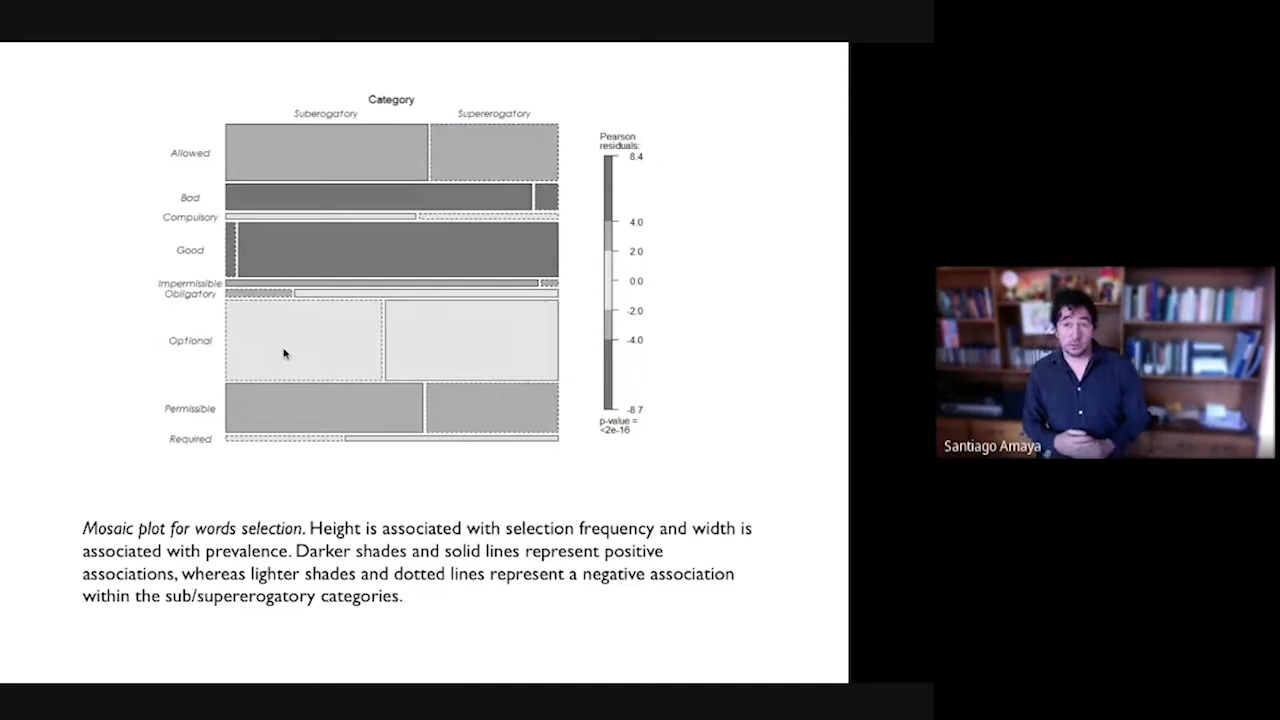 Category
Suberogatory Supererogatory
Allowed
Bad
Compulsory
Good
Impermissible
Obligatory
Optional
Permissible
Required
Pearson
residuals:
8.4
4.0
2.0
0.0
-2.0
-4.0
-8.7
p-value =
<2e-16
Mosaic plot for words selection. Height is associated with selection frequency and width is
associated with prevalence. Darker shades and solid lines represent positive
associations, whereas lighter shades and dotted lines represent a negative association
within the sub/supererogatory categories.
Santiago Amaya